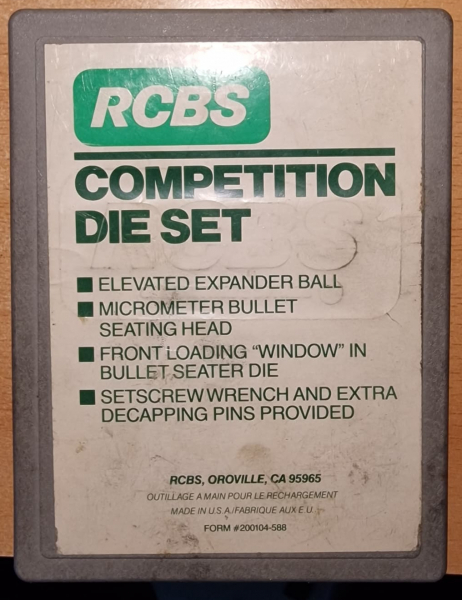 RCBS
COMPETITION
DIE SET
RCBS
ELEVATED EXPANDER BALL
MICROMETER BULLET
SEATING HEAD
FRONT LOADING “WINDOW” IN
BULLET SEATER DIE
SETSCREW WRENCH AND EXTRA
DECAPPING PINS PROVIDED
RCBS, OROVILLE, CA 95965
OUTILLAGE A MAIN POUR LE RECHARGEMENT
MADE IN U.S.A./FABRIQUE AUX E.U.
FORM #200104-588